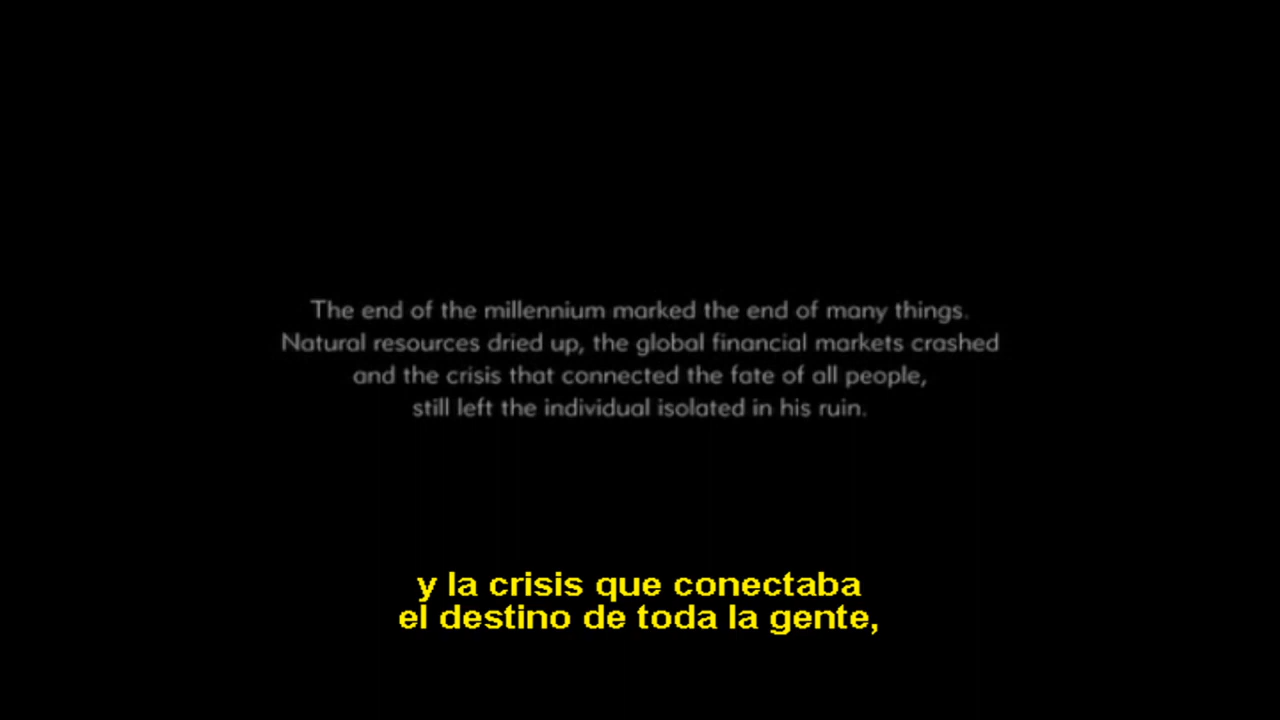 The end of the millennium marked the end of many things.
Natural resources dried up, the global financial markets crashed
and the crisis that connected the fate of all people,
still left the individual isolated in his ruin.
y la crisis que conectaba
el destino de toda la gente,